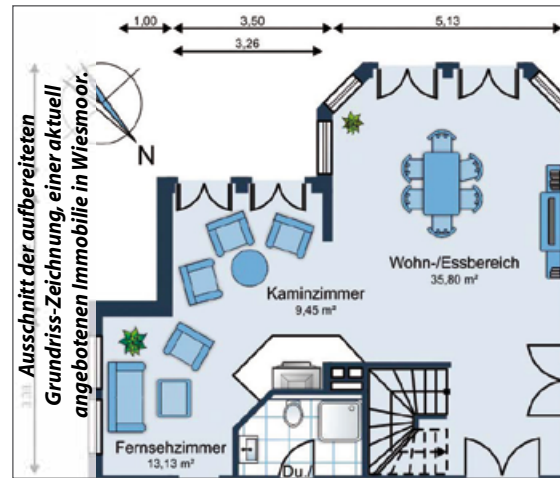 1,00
3,50
5,13
3,26
Ausschnitt der aufbereiteten
Grundriss-Zeichnung, einer aktuell
angebotenen Immobilie in Wiesmoor.
N
Wohn-/Essbereich
35,80 m²
Kaminzimmer
9,45 m²
Fernsehzimmer
13,13 m²
Du./